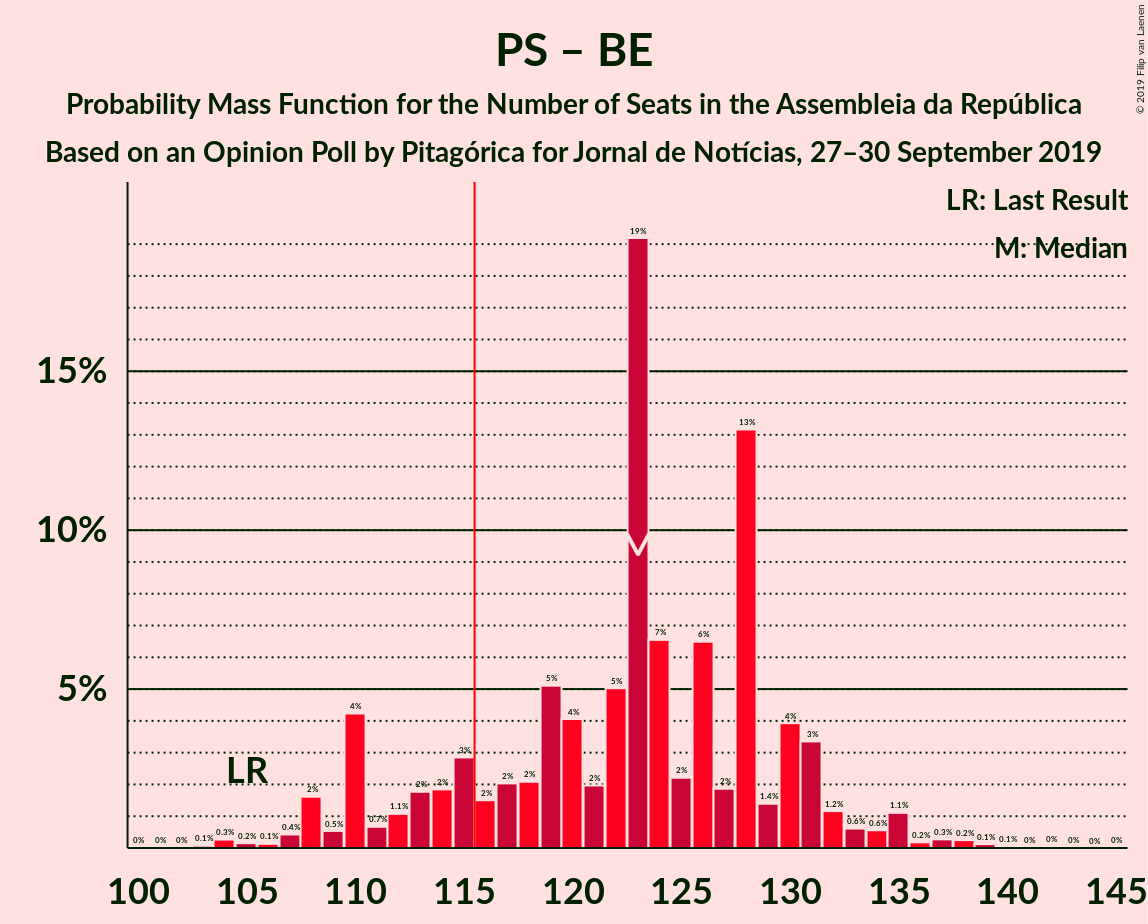 PS – BE
Probability Mass Function for the Number of Seats in the Assembleia da República
Based on an Opinion Poll by Pitagórica for Jornal de Notícias, 27–30 September 2019
© 2019 Filip van Laenen
LR: Last Result
M: Median
15%
10%
5%
LR
0% 0% 0% 0.1% 0.3% 0.2% 0.1% 0.4% 2% 0.5% 4% 0.7% 1.1% 2% 2% 3% 2% 2% 2% 5% 4% 2% 5% 19% 7% 2% 6% 2% 13% 1.4% 4% 3% 1.2% 0.6% 0.6% 1.1% 0.2% 0.3% 0.2% 0.1% 0.1% 0% 0% 0% 0% 0%
100 105 110 115 120 125 130 135 140 145